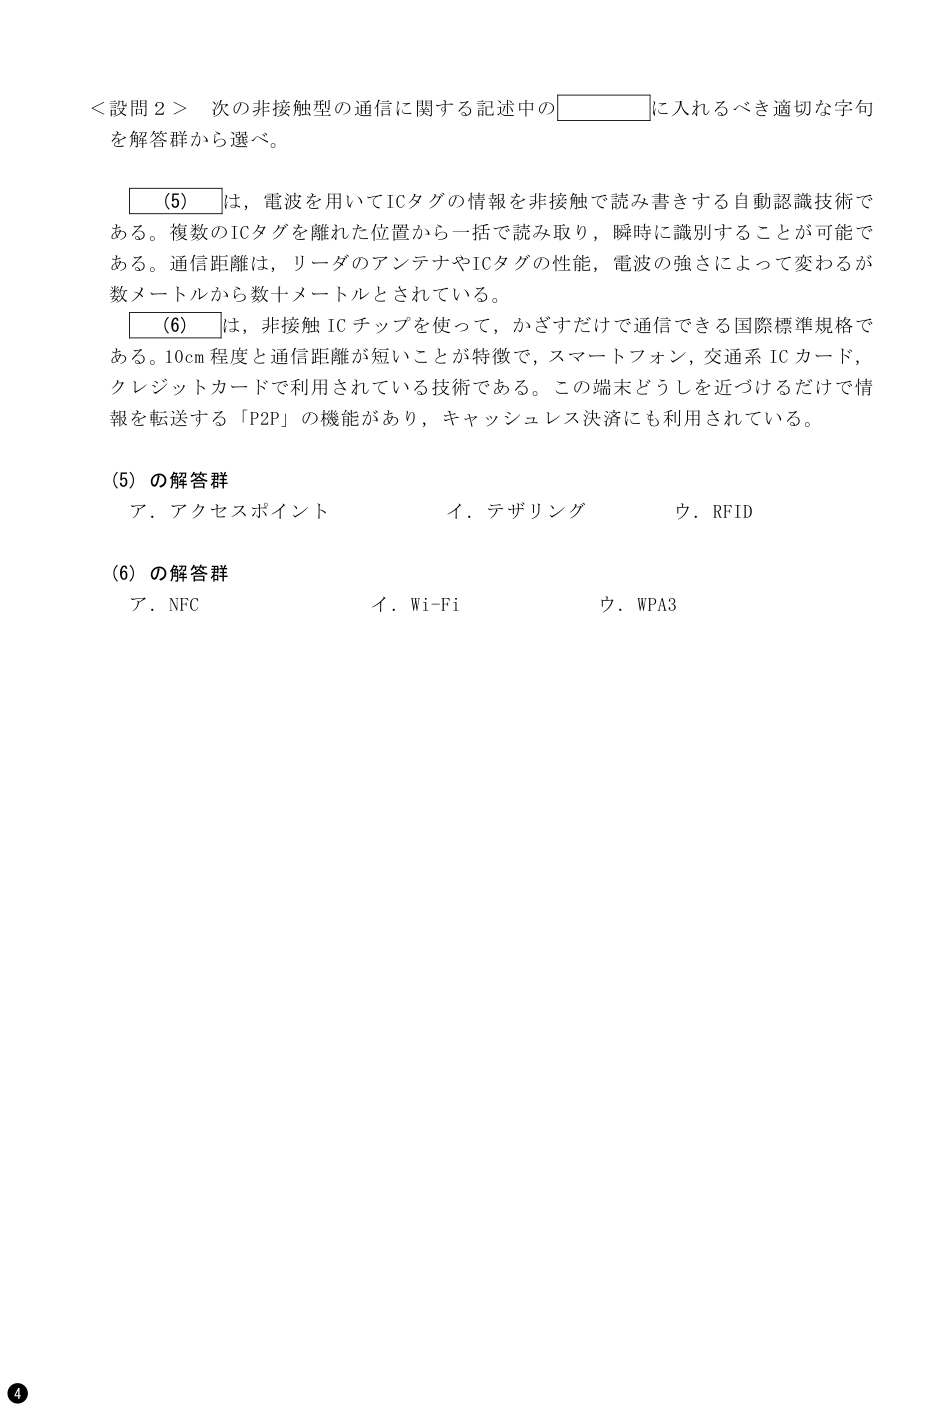 ＜設問２＞　次の非接触型の通信に関する記述中の　　　　に入れるべき適切な字句
を解答群から選べ。
(5)　は，電波を用いてICタグの情報を非接触で読み書きする自動認識技術で
ある。複数のICタグを離れた位置から一括で読み取り，瞬時に識別することが可能で
ある。通信距離は，リーダのアンテナやICタグの性能，電波の強さによって変わるが
数メートルから数十メートルとされている。
(6)　は，非接触 IC チップを使って，かざすだけで通信できる国際標準規格で
ある。10cm 程度と通信距離が短いことが特徴で，スマートフォン，交通系 IC カード，
クレジットカードで利用されている技術である。この端末どうしを近づけるだけで情
報を転送する「P2P」の機能があり，キャッシュレス決済にも利用されている。
(5) の解答群
ア．アクセスポイント　イ．テザリング　ウ．RFID
(6) の解答群
ア．NFC　イ．Wi-Fi　ウ．WPA3
4